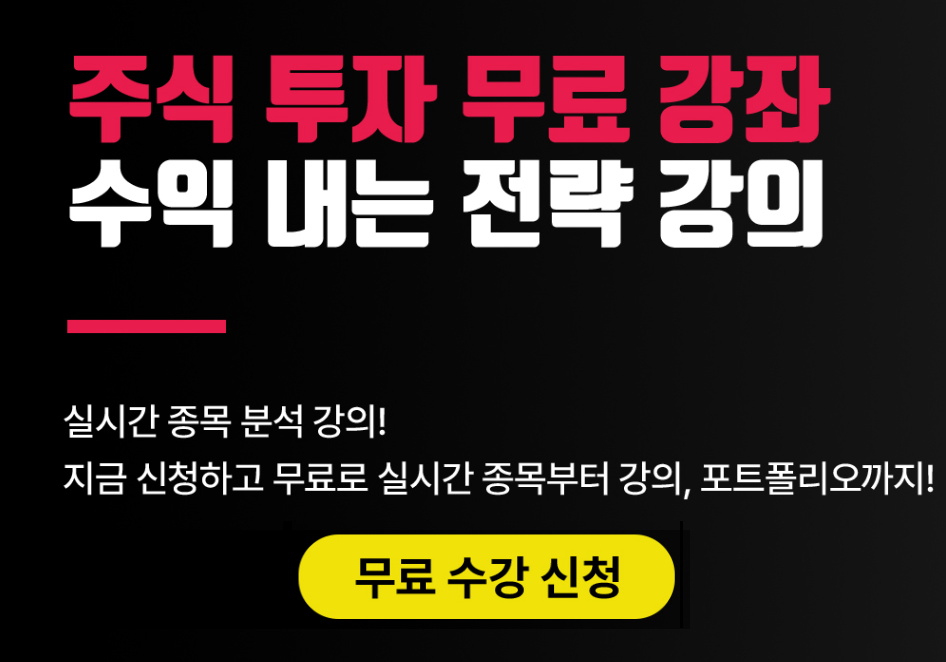 주식 투자 무료 강좌
수익 내는 전략 강의
실시간 종목 분석 강의!
지금 신청하고 무료로 실시간 종목부터 강의, 포트폴리오까지!
무료 수강 신청